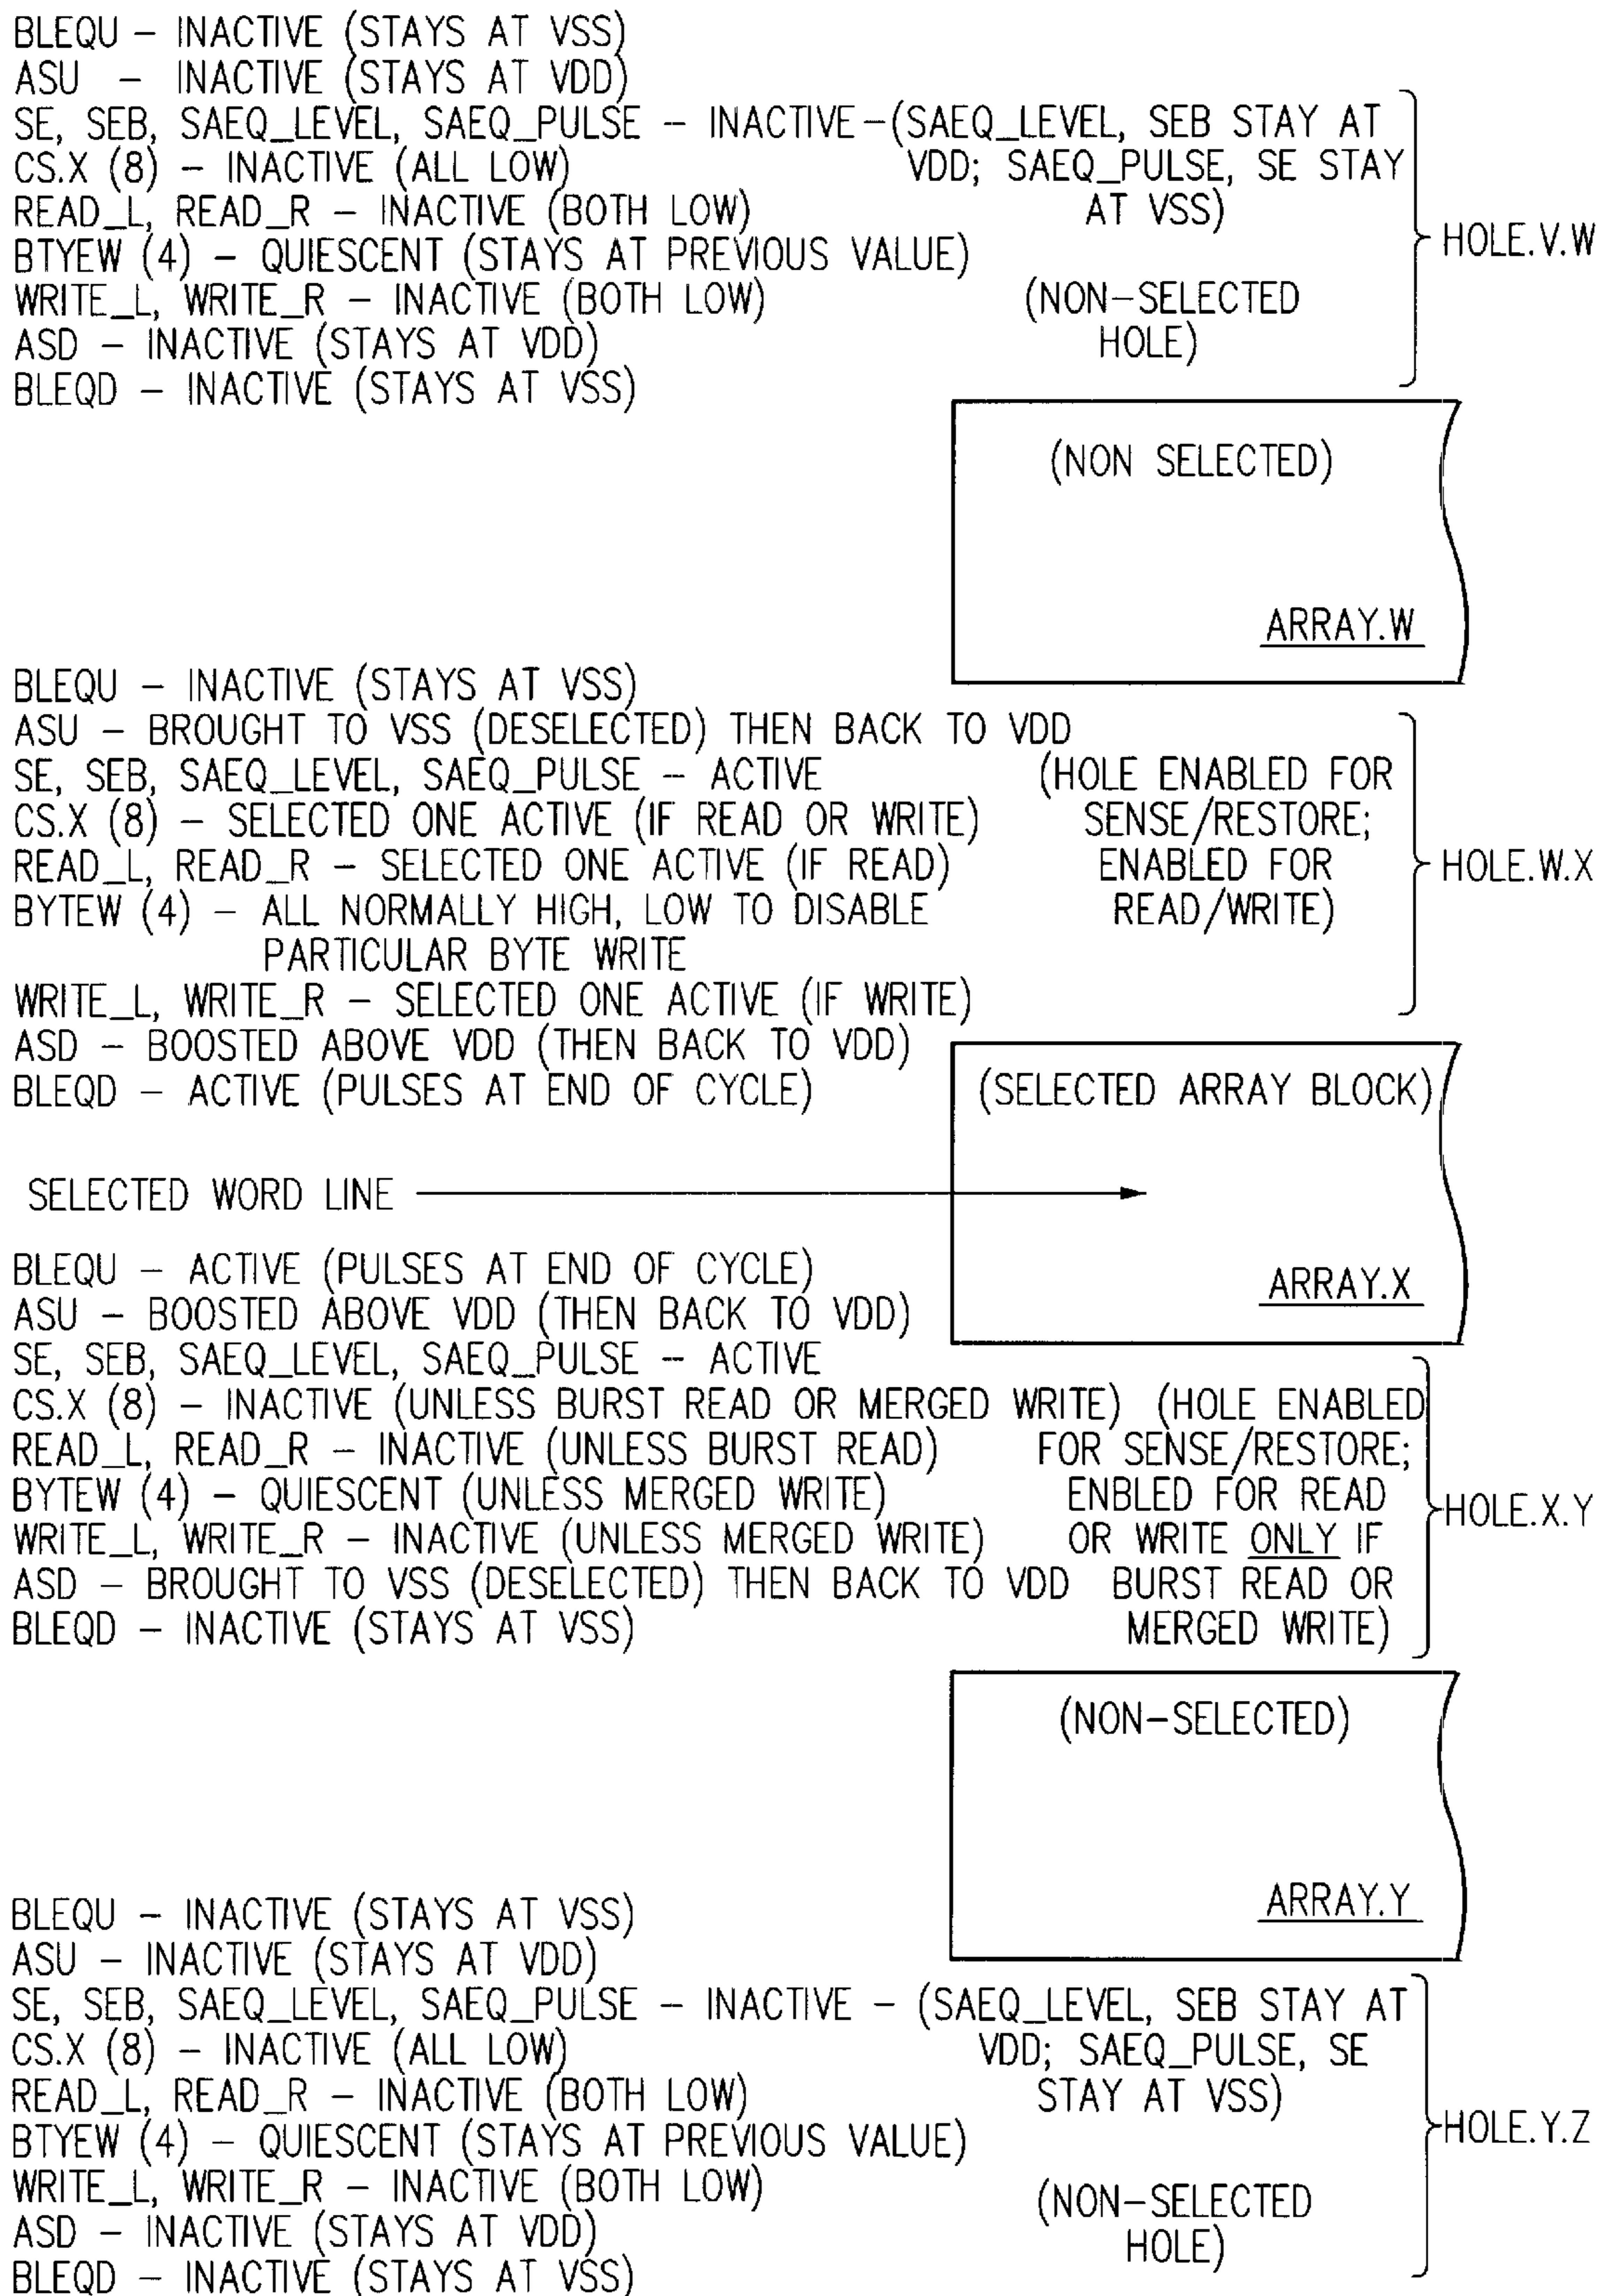 BLEQU – INACTIVE (STAYS AT VSS)
ASU – INACTIVE (STAYS AT VDD)
SE, SEB, SAEQ_LEVEL, SAEQ_PULSE – INACTIVE–(SAEQ_LEVEL, SEB STAY AT
CS.X (8) – INACTIVE (ALL LOW) VDD; SAEQ_PULSE, SE STAY
READ_L, READ_R – INACTIVE (BOTH LOW) AT VSS)
BTYEW (4) – QUIESCENT (STAYS AT PREVIOUS VALUE) HOLE.V.W
WRITE_L, WRITE_R – INACTIVE (BOTH LOW) (NON–SELECTED
ASD – INACTIVE (STAYS AT VDD) HOLE)
BLEQD – INACTIVE (STAYS AT VSS)
(NON SELECTED)
ARRAY.W
BLEQU – INACTIVE (STAYS AT VSS)
ASU – BROUGHT TO VSS (DESELECTED) THEN BACK TO VDD
SE, SEB, SAEQ_LEVEL, SAEQ_PULSE – ACTIVE (HOLE ENABLED FOR
CS.X (8) – SELECTED ONE ACTIVE (IF READ OR WRITE) SENSE/RESTORE;
READ_L, READ_R – SELECTED ONE ACTIVE (IF READ) ENABLED FOR HOLE.W.X
BYTEW (4) – ALL NORMALLY HIGH, LOW TO DISABLE READ/WRITE)
PARTICULAR BYTE WRITE
WRITE_L, WRITE_R – SELECTED ONE ACTIVE (IF WRITE)
ASD – BOOSTED ABOVE VDD (THEN BACK TO VDD)
BLEQD – ACTIVE (PULSES AT END OF CYCLE) (SELECTED ARRAY BLOCK)
SELECTED WORD LINE
BLEQU – ACTIVE (PULSES AT END OF CYCLE) ARRAY.X
ASU – BOOSTED ABOVE VDD (THEN BACK TO VDD)
SE, SEB, SAEQ_LEVEL, SAEQ_PULSE – ACTIVE
CS.X (8) – INACTIVE (UNLESS BURST READ OR MERGED WRITE) (HOLE ENABLED
READ_L, READ_R – INACTIVE (UNLESS BURST READ) FOR SENSE/RESTORE;
BYTEW (4) – QUIESCENT (UNLESS MERGED WRITE) ENBLED FOR READ HOLE.X.Y
WRITE_L, WRITE_R – INACTIVE (UNLESS MERGED WRITE) OR WRITE ONLY IF
ASD – BROUGHT TO VSS (DESELECTED) THEN BACK TO VDD BURST READ OR
BLEQD – INACTIVE (STAYS AT VSS) MERGED WRITE)
(NON–SELECTED)
ARRAY.Y
BLEQU – INACTIVE (STAYS AT VSS)
ASU – INACTIVE (STAYS AT VDD)
SE, SEB, SAEQ_LEVEL, SAEQ_PULSE – INACTIVE – (SAEQ_LEVEL, SEB STAY AT
CS.X (8) – INACTIVE (ALL LOW) VDD; SAEQ_PULSE, SE
READ_L, READ_R – INACTIVE (BOTH LOW) STAY AT VSS)
BTYEW (4) – QUIESCENT (STAYS AT PREVIOUS VALUE) HOLE.Y.Z
WRITE_L, WRITE_R – INACTIVE (BOTH LOW) (NON–SELECTED
ASD – INACTIVE (STAYS AT VDD) HOLE)
BLEQD – INACTIVE (STAYS AT VSS)